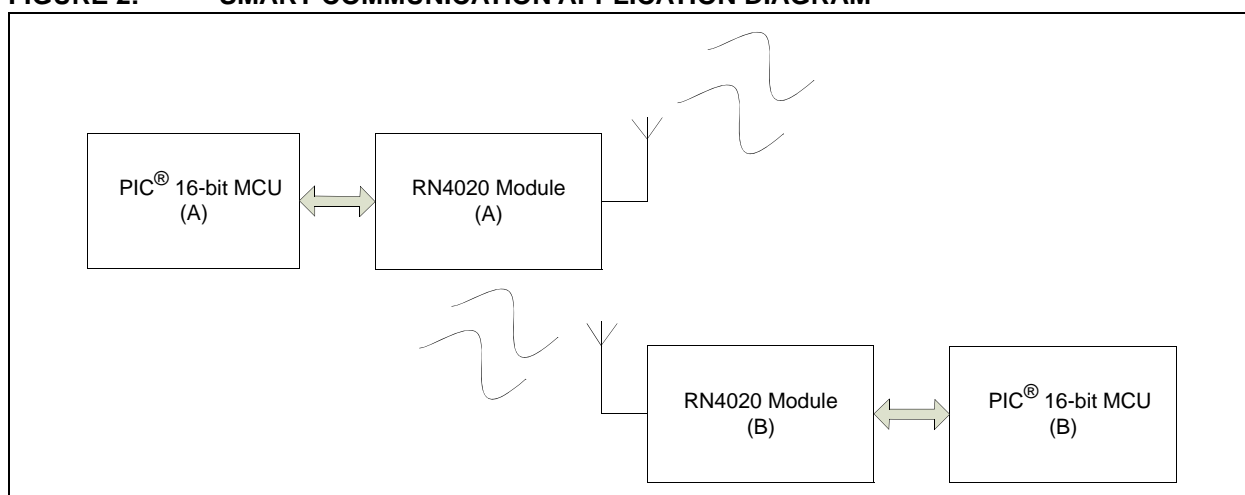 FIGURE 2: SMART COMMUNICATION APPLICATION DIAGRAM
PIC® 16-bit MCU
(A)
RN4020 Module
(A)
RN4020 Module
(B)
PIC® 16-bit MCU
(B)